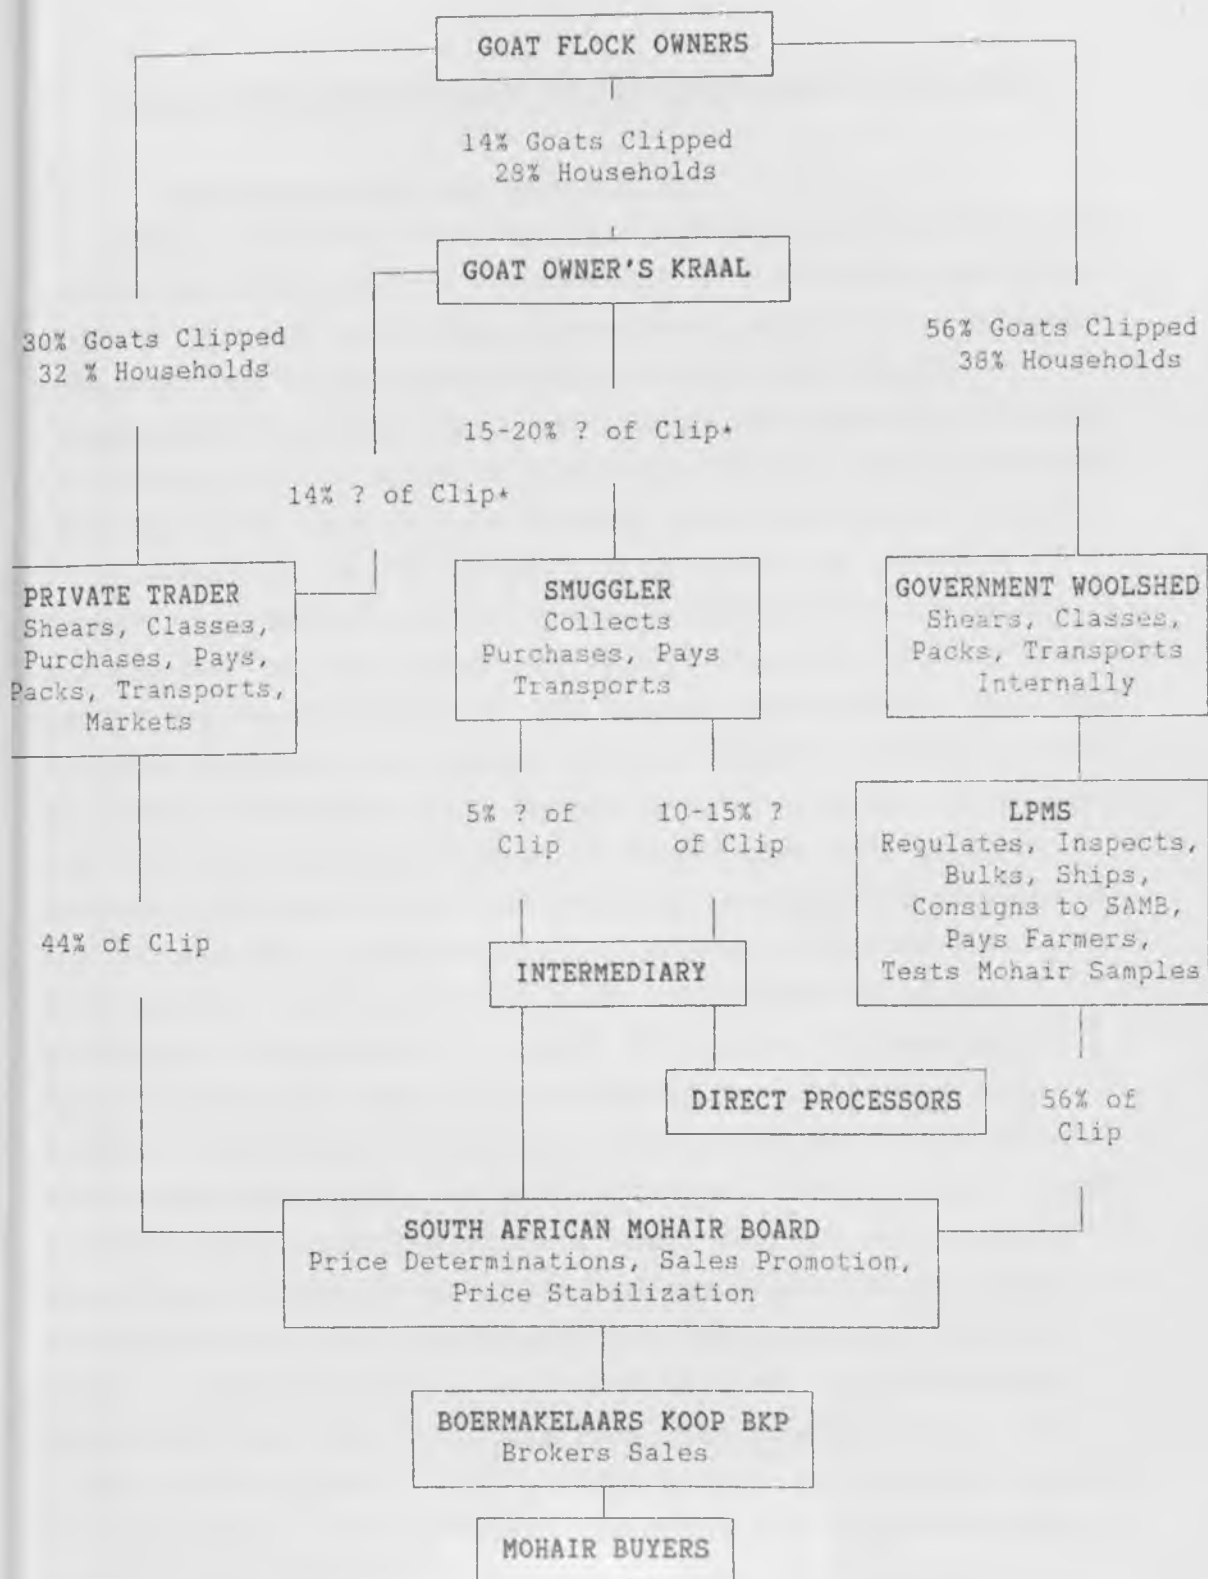 GOAT FLOCK OWNERS
14% Goats Clipped
28% Households
GOAT OWNER'S KRAAL
30% Goats Clipped
32 % Households
56% Goats Clipped
38% Households
15-20% ? of Clip*
14% ? of Clip*
PRIVATE TRADER
Shears, Classes,
Purchases, Pays,
Packs, Transports,
Markets
SMUGGLER
Collects
Purchases, Pays
Transports
GOVERNMENT WOOLSHED
Shears, Classes,
Packs, Transports
Internally
5% ? of
Clip
10-15% ?
of Clip
LPMS
Regulates, Inspects,
Bulks, Ships,
Consigns to SAMB,
Pays Farmers,
Tests Mohair Samples
44% of Clip
INTERMEDIARY
DIRECT PROCESSORS
56% of
Clip
SOUTH AFRICAN MOHAIR BOARD
Price Determinations, Sales Promotion,
Price Stabilization
BOERMAKELAARS KOOP BKP
Brokers Sales
MOHAIR BUYERS